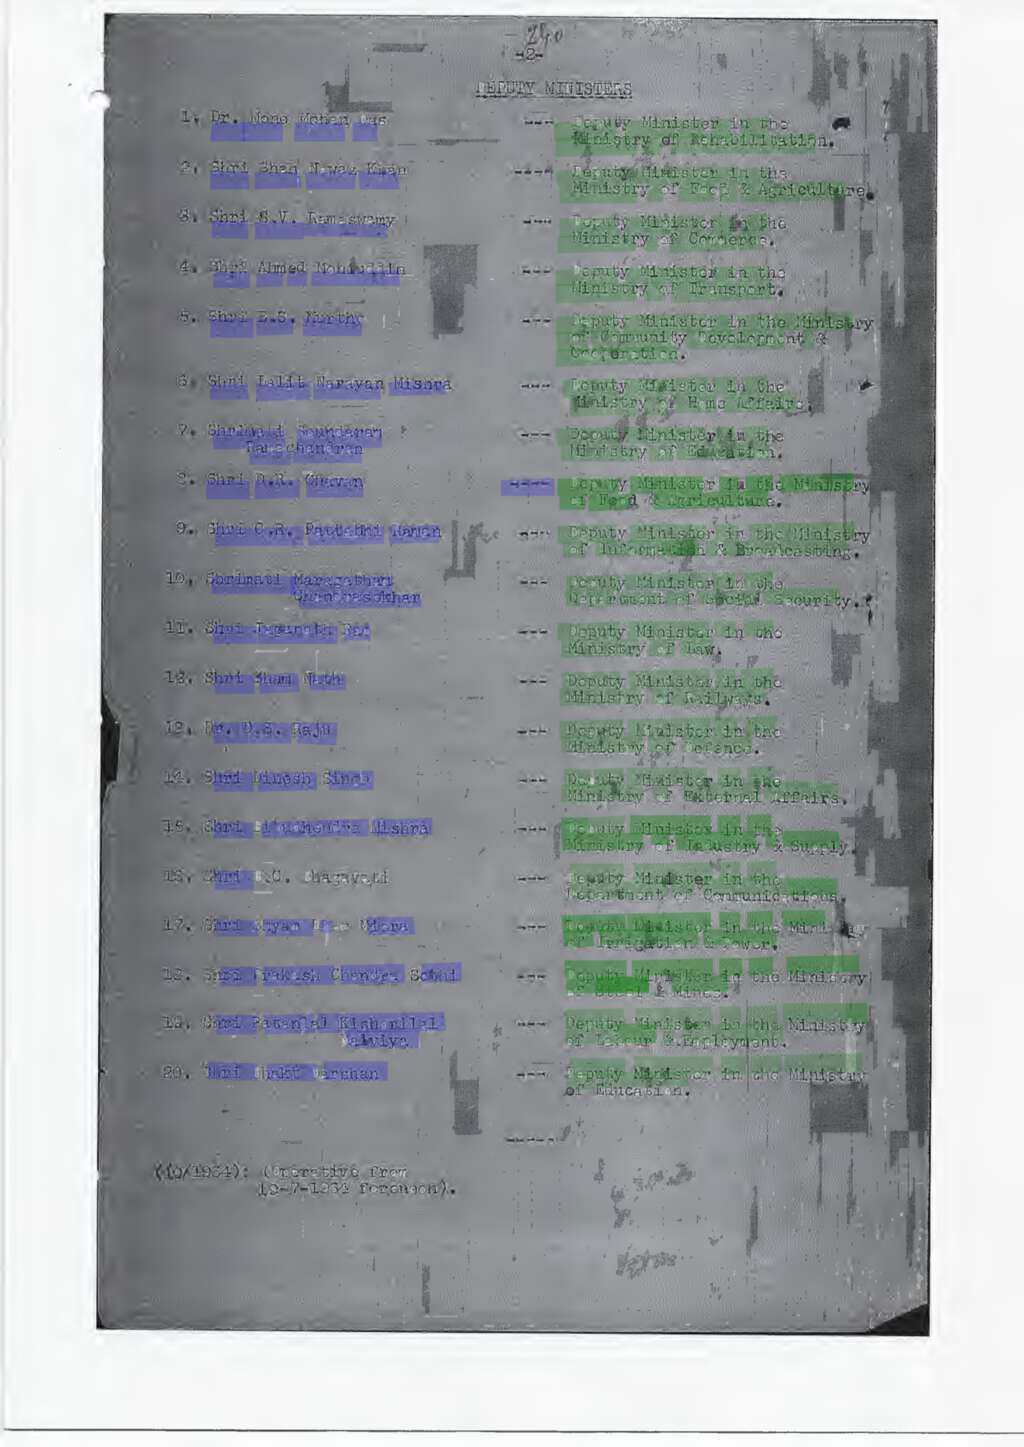 240
-2-
DEPUTY MINISTERS
1. Dr. Mono Mohan Das --- Deputy Minister in the
Ministry of Rehabilitation.
2. Shri Shah Nawaz Khan ---- Deputy Minister in the
Ministry of Food & Agriculture.
3. Shri S.V. Ramaswamy --- Deputy Minister in the
Ministry of Commerce.
4. Shri Ahmed Mohiuddin --- Deputy Minister in the
Ministry of Transport.
5. Shri B.S. Murthy --- Deputy Minister in the Ministry
of Community Development &
Cooperation.
6. Shri Lalit Narayan Mishra --- Deputy Minister in the
Ministry of Home Affairs.
7. Shrimati Soundaram --- Deputy Minister in the
Ramachandran Ministry of Education.
8. Shri D.R. Chavan ---- Deputy Minister in the Ministry
of Food & Agriculture.
9. Shri C.R. Pattabhi Raman --- Deputy Minister in the Ministry
of Information & Broadcasting.
10. Shrimati Maragatham --- Deputy Minister in the
Chandrasekhar Department of Social Security.
11. Shri Jaganath Rao --- Deputy Minister in the
Ministry of Law.
12. Shri Sham Nath --- Deputy Minister in the
Ministry of Railways.
13. Dr. D.S. Raju --- Deputy Minister in the
Ministry of Defence.
14. Shri Dinesh Singh --- Deputy Minister in the
Ministry of External Affairs.
15. Shri Bibudhendra Mishra --- Deputy Minister in the
Ministry of Industry & Supply.
16. Shri B.C. Bhagavati --- Deputy Minister in the
Department of Communications.
17. Shri Shyam Dhar Misra --- Deputy Minister in the Ministry
of Irrigation & Power.
18. Shri Prakash Chandra Sethi --- Deputy Minister in the Ministry
of Steel & Mines.
19. Shri Ratanlal Kishorilal --- Deputy Minister in the Ministry
Malviya of Labour & Employment.
20. Shri Bhakt Darshan --- Deputy Minister in the Ministry
of Education.
-----
(19/1964): (Operative from
19-7-1964 forenoon).